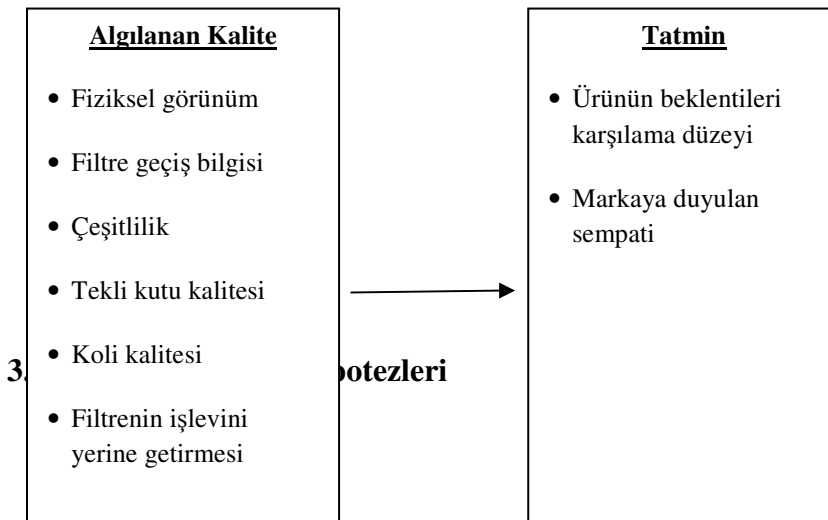 Algılanan Kalite
• Fiziksel görünüm
• Filtre geçiş bilgisi
• Çeşitlilik
• Tekli kutu kalitesi
• Koli kalitesi
• Filtrenin işlevini
yerine getirmesi
Tatmin
• Ürünün beklentileri
karşılama düzeyi
• Markaya duyulan
sempati
3.